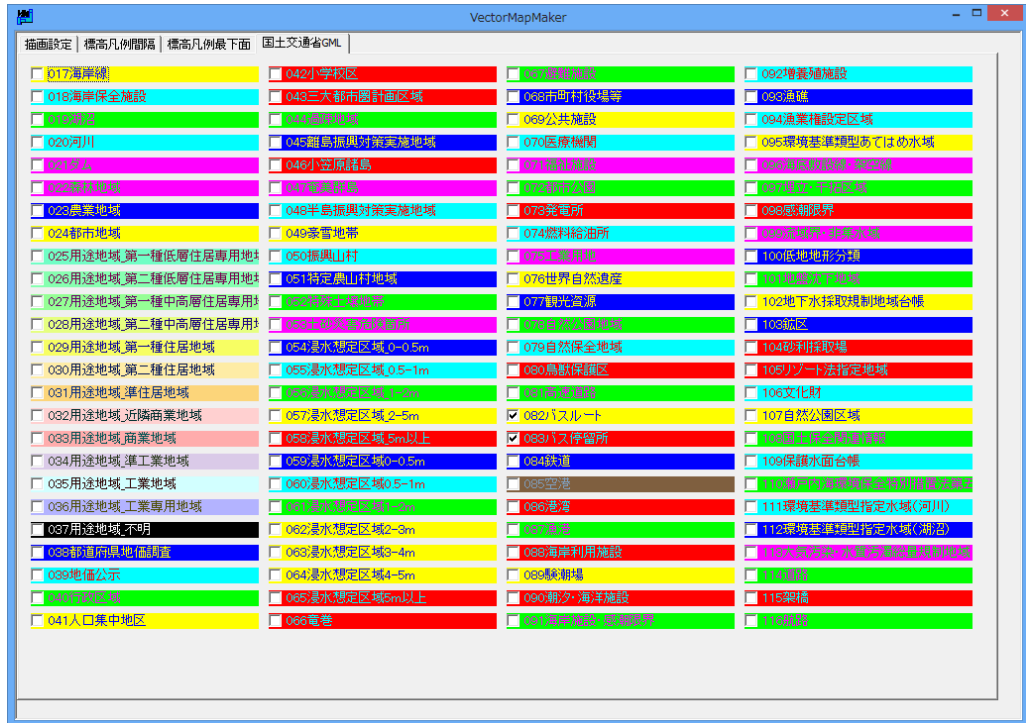 VectorMapMaker
描画設定 標高凡例間隔 標高凡例最下面 国土交通省GML
017海岸線
018海岸保全施設
019湖沼
020河川
021ダム
022森林地域
023農業地域
024都市地域
025用途地域_第一種低層住居専用地域
026用途地域_第二種低層住居専用地域
027用途地域_第一種中高層住居専用地
028用途地域_第二種中高層住居専用地
029用途地域_第一種住居地域
030用途地域_第二種住居地域
031用途地域_準住居地域
032用途地域_近隣商業地域
033用途地域_商業地域
034用途地域_準工業地域
035用途地域_工業地域
036用途地域_工業専用地域
037用途地域_不明
038都道府県地価調査
039地価公示
040行政区域
041人口集中地区
042小学校区
043三大都市圏計画区域
044過疎地域
045離島振興対策実施地域
046小笠原諸島
047奄美群島
048半島振興対策実施地域
049豪雪地帯
050振興山村
051特定農山村地域
052特殊土壌地帯
053土砂災害危険箇所
054浸水想定区域_0-0.5m
055浸水想定区域_0.5-1m
056浸水想定区域_1-2m
057浸水想定区域_2-5m
058浸水想定区域_5m以上
059浸水想定区域0-0.5m
060浸水想定区域0.5-1m
061浸水想定区域1-2m
062浸水想定区域2-3m
063浸水想定区域3-4m
064浸水想定区域4-5m
065浸水想定区域5m以上
066竜巻
067避難施設
068市町村役場等
069公共施設
070医療機関
071福祉施設
072都市公園
073発電所
074燃料給油所
075工業用地
076世界自然遺産
077観光資源
078自然公園地域
079自然保全地域
080鳥獣保護区
081高速道路
082バスルート
083バス停留所
084鉄道
085空港
086港湾
087漁港
088海岸利用施設
089験潮場
090潮汐・海洋施設
091海岸施設・感潮限界
092増養殖施設
093漁礁
094漁業権設定区域
095環境基準類型あてはめ水域
096海底敷設線・架空線
097埋立・干拓区域
098感潮限界
099流域界・非集水域
100低地地形分類
101地盤沈下地域
102地下水採取規制地域台帳
103鉱区
104砂利採取場
105リゾート法指定地域
106文化財
107自然公園区域
108国土保全関連情報
109保護水面台帳
110瀬戸内海環境保全特別措置法
111環境基準類型指定水域(河川)
112環境基準類型指定水域(湖沼)
113大気汚染・水質汚濁総量規制地域
114道路
115架橋
116航路